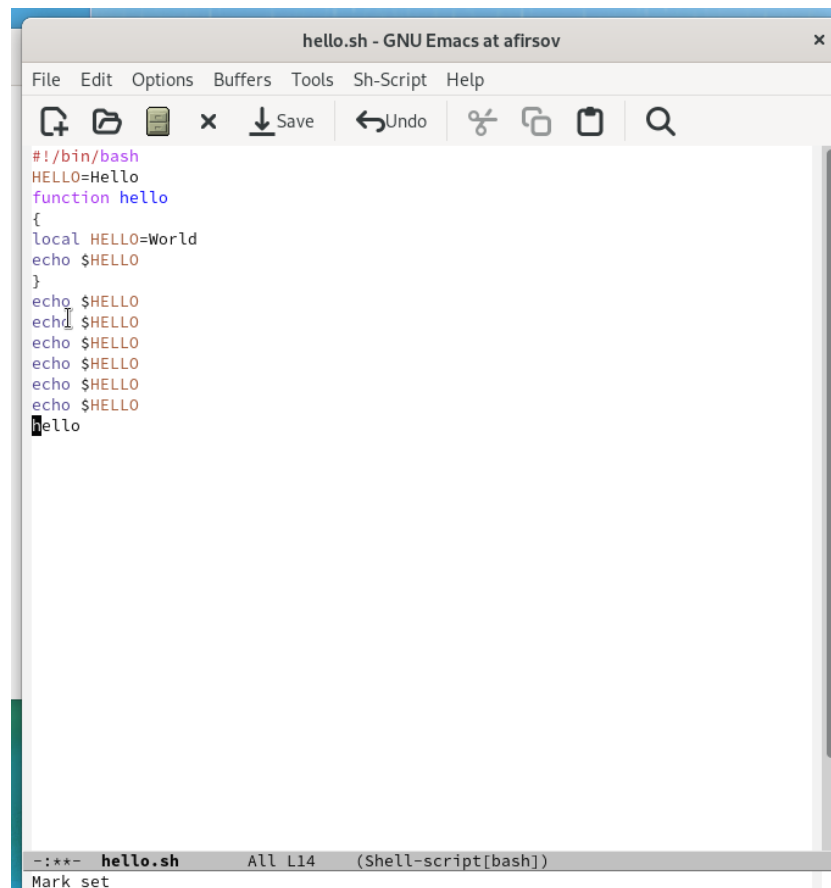 hello.sh - GNU Emacs at afirsov
File Edit Options Buffers Tools Sh-Script Help
Save Undo
#!/bin/bash
HELLO=Hello
function hello
{
local HELLO=World
echo $HELLO
}
echo $HELLO
echo $HELLO
echo $HELLO
echo $HELLO
echo $HELLO
echo $HELLO
hello
-:**- hello.sh All L14 (Shell-script[bash])
Mark set